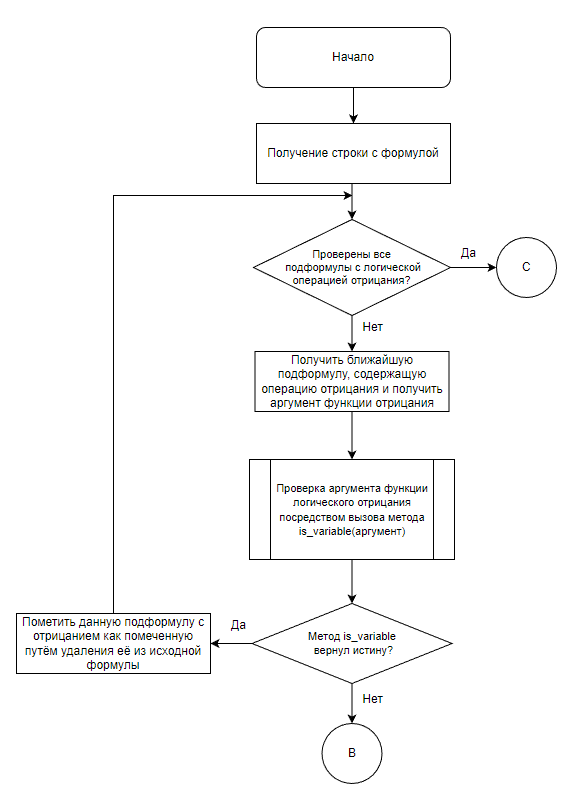 Начало
Получение строки с формулой
Проверены все
подформулы с логической
операцией отрицания?
Да
C
Нет
Получить ближайшую
подформулу, содержащую
операцию отрицания и получить
аргумент функции отрицания
Проверка аргумента функции
логического отрицания
посредством вызова метода
is_variable(аргумент)
Метод is_variable
вернул истину?
Да
Пометить данную подформулу с
отрицанием как помеченную
путём удаления её из исходной
формулы
Нет
B